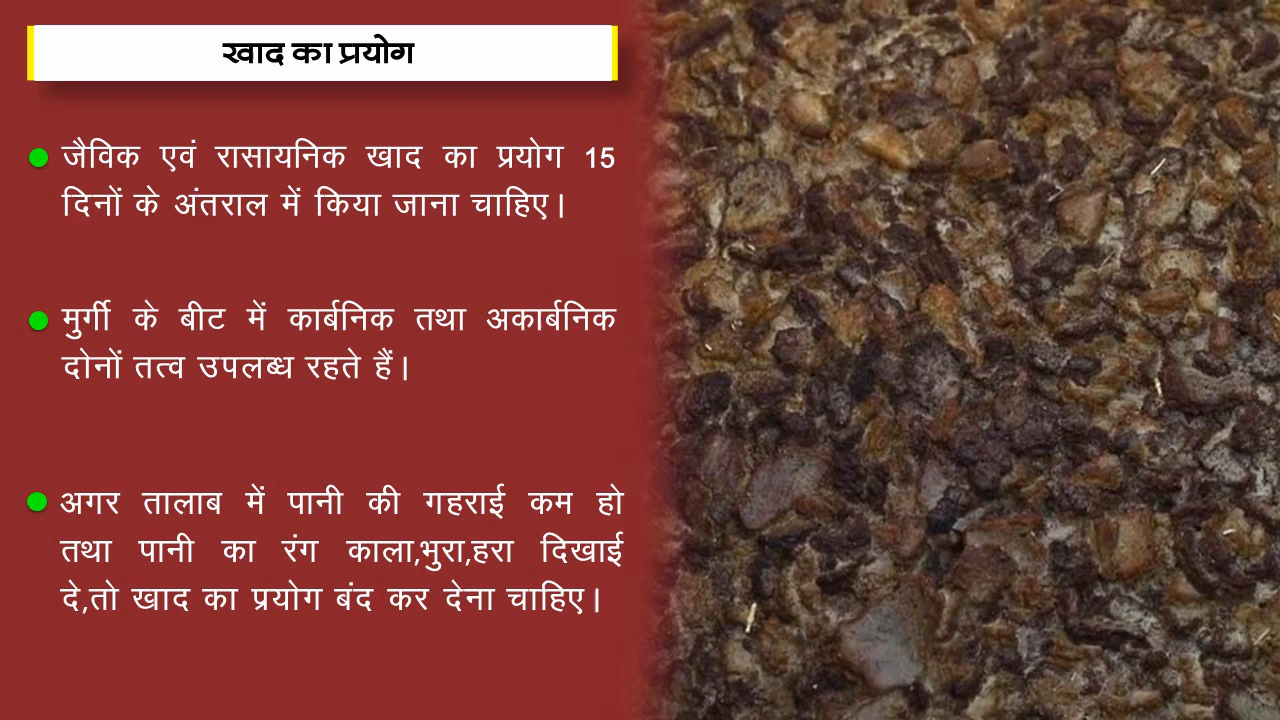 खाद का प्रयोग
जैविक एवं रासायनिक खाद का प्रयोग 15
दिनों के अंतराल में किया जाना चाहिए।
मुर्गी के बीट में कार्बनिक तथा अकार्बनिक
दोनों तत्व उपलब्ध रहते हैं।
अगर तालाब में पानी की गहराई कम हो
तथा पानी का रंग काला,भुरा,हरा दिखाई
दे,तो खाद का प्रयोग बंद कर देना चाहिए।